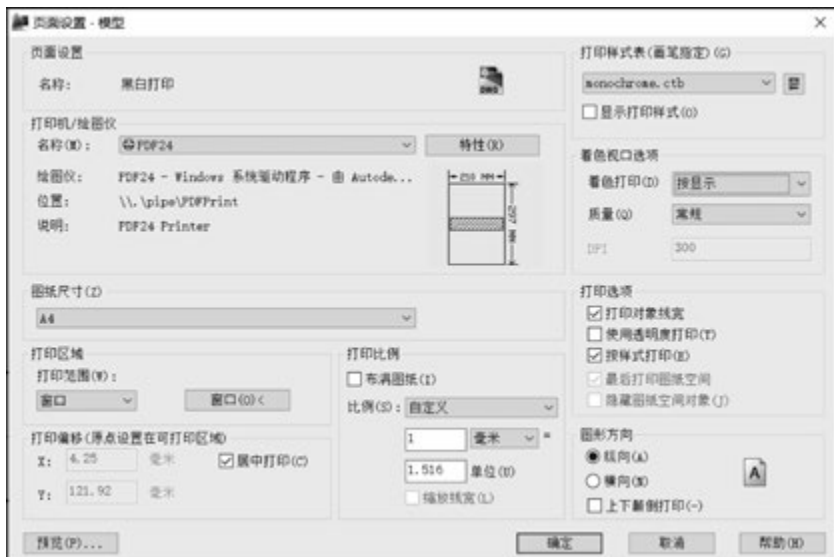 页面设置 - 模型
页面设置
名称: 黑白打印
DWG
打印机/绘图仪
名称(M): PDF24 特性(R)
绘图仪: PDF24 - Windows 系统驱动程序 - 由 Autode...
位置: \\.\pipe\PDFPrint
说明: PDF24 Printer
210 MM
297 MM
图纸尺寸(Z)
A4
打印区域
打印范围(W):
窗口 窗口(O)<
打印偏移(原点设置在可打印区域)
X: 4.25 毫米 居中打印(C)
Y: 121.92 毫米
打印比例
布满图纸(I)
比例(S): 自定义
1 毫米 =
1.516 单位(U)
缩放线宽(L)
打印样式表(画笔指定)(G)
monochrome.ctb
显示打印样式(O)
着色视口选项
着色打印(D) 按显示
质量(Q) 常规
DPI 300
打印选项
打印对象线宽
使用透明度打印(T)
按样式打印(E)
最后打印图纸空间
隐藏图纸空间对象(J)
图形方向
纵向(A)
横向(N)
上下颠倒打印(-)
A
预览(P)... 确定 取消 帮助(H)